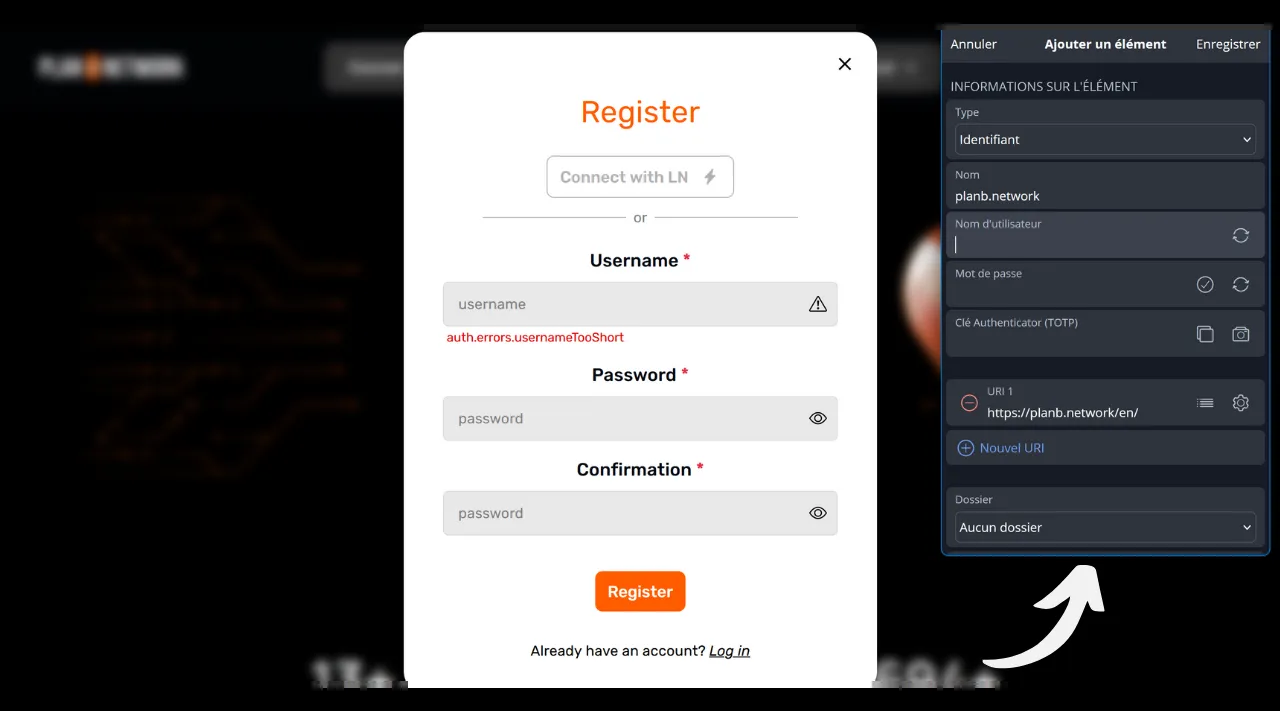 Register
Connect with LN
or
Username *
username
auth.errors.usernameTooShort
Password *
password
Confirmation *
password
Register
Already have an account? Log in
Annuler Ajouter un élément Enregistrer
INFORMATIONS SUR L'ÉLÉMENT
Type
Identifiant
Nom
planb.network
Nom d'utilisateur
Mot de passe
Clé Authenticator (TOTP)
URI 1
https://planb.network/en/
Nouvel URI
Dossier
Aucun dossier